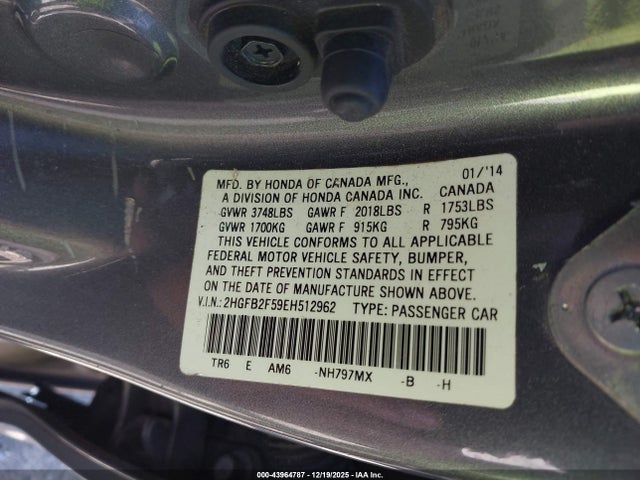 MFD. BY HONDA OF CANADA MFG., 01/'14
A DIVISION OF HONDA CANADA INC. CANADA
GVWR 3748LBS GAWR F 2018LBS R 1753LBS
GVWR 1700KG GAWR F 915KG R 795KG
THIS VEHICLE CONFORMS TO ALL APPLICABLE
FEDERAL MOTOR VEHICLE SAFETY, BUMPER,
AND THEFT PREVENTION STANDARDS IN EFFECT
ON THE DATE OF MANUFACTURE SHOWN ABOVE.
V.I.N.: 2HGFB2F59EH512962 TYPE: PASSENGER CAR
TR6 E AM6 -NH797MX -B -H
00-43964787 - 12/19/2025 - IAA Inc.